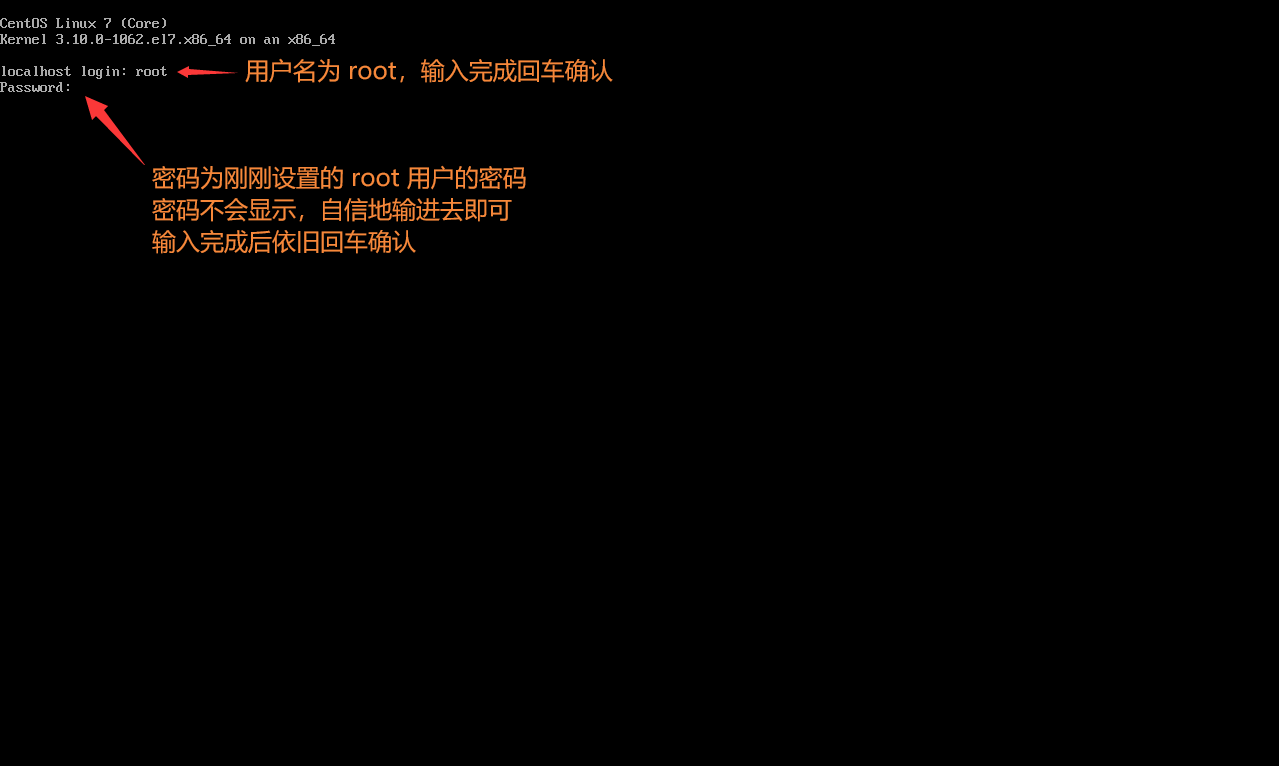 CentOS Linux 7 (Core)
Kernel 3.10.0-1062.el7.x86_64 on an x86_64
localhost login: root
用户名为 root，输入完成回车确认
Password:
密码为刚刚设置的 root 用户的密码
密码不会显示，自信地输进去即可
输入完成后依旧回车确认